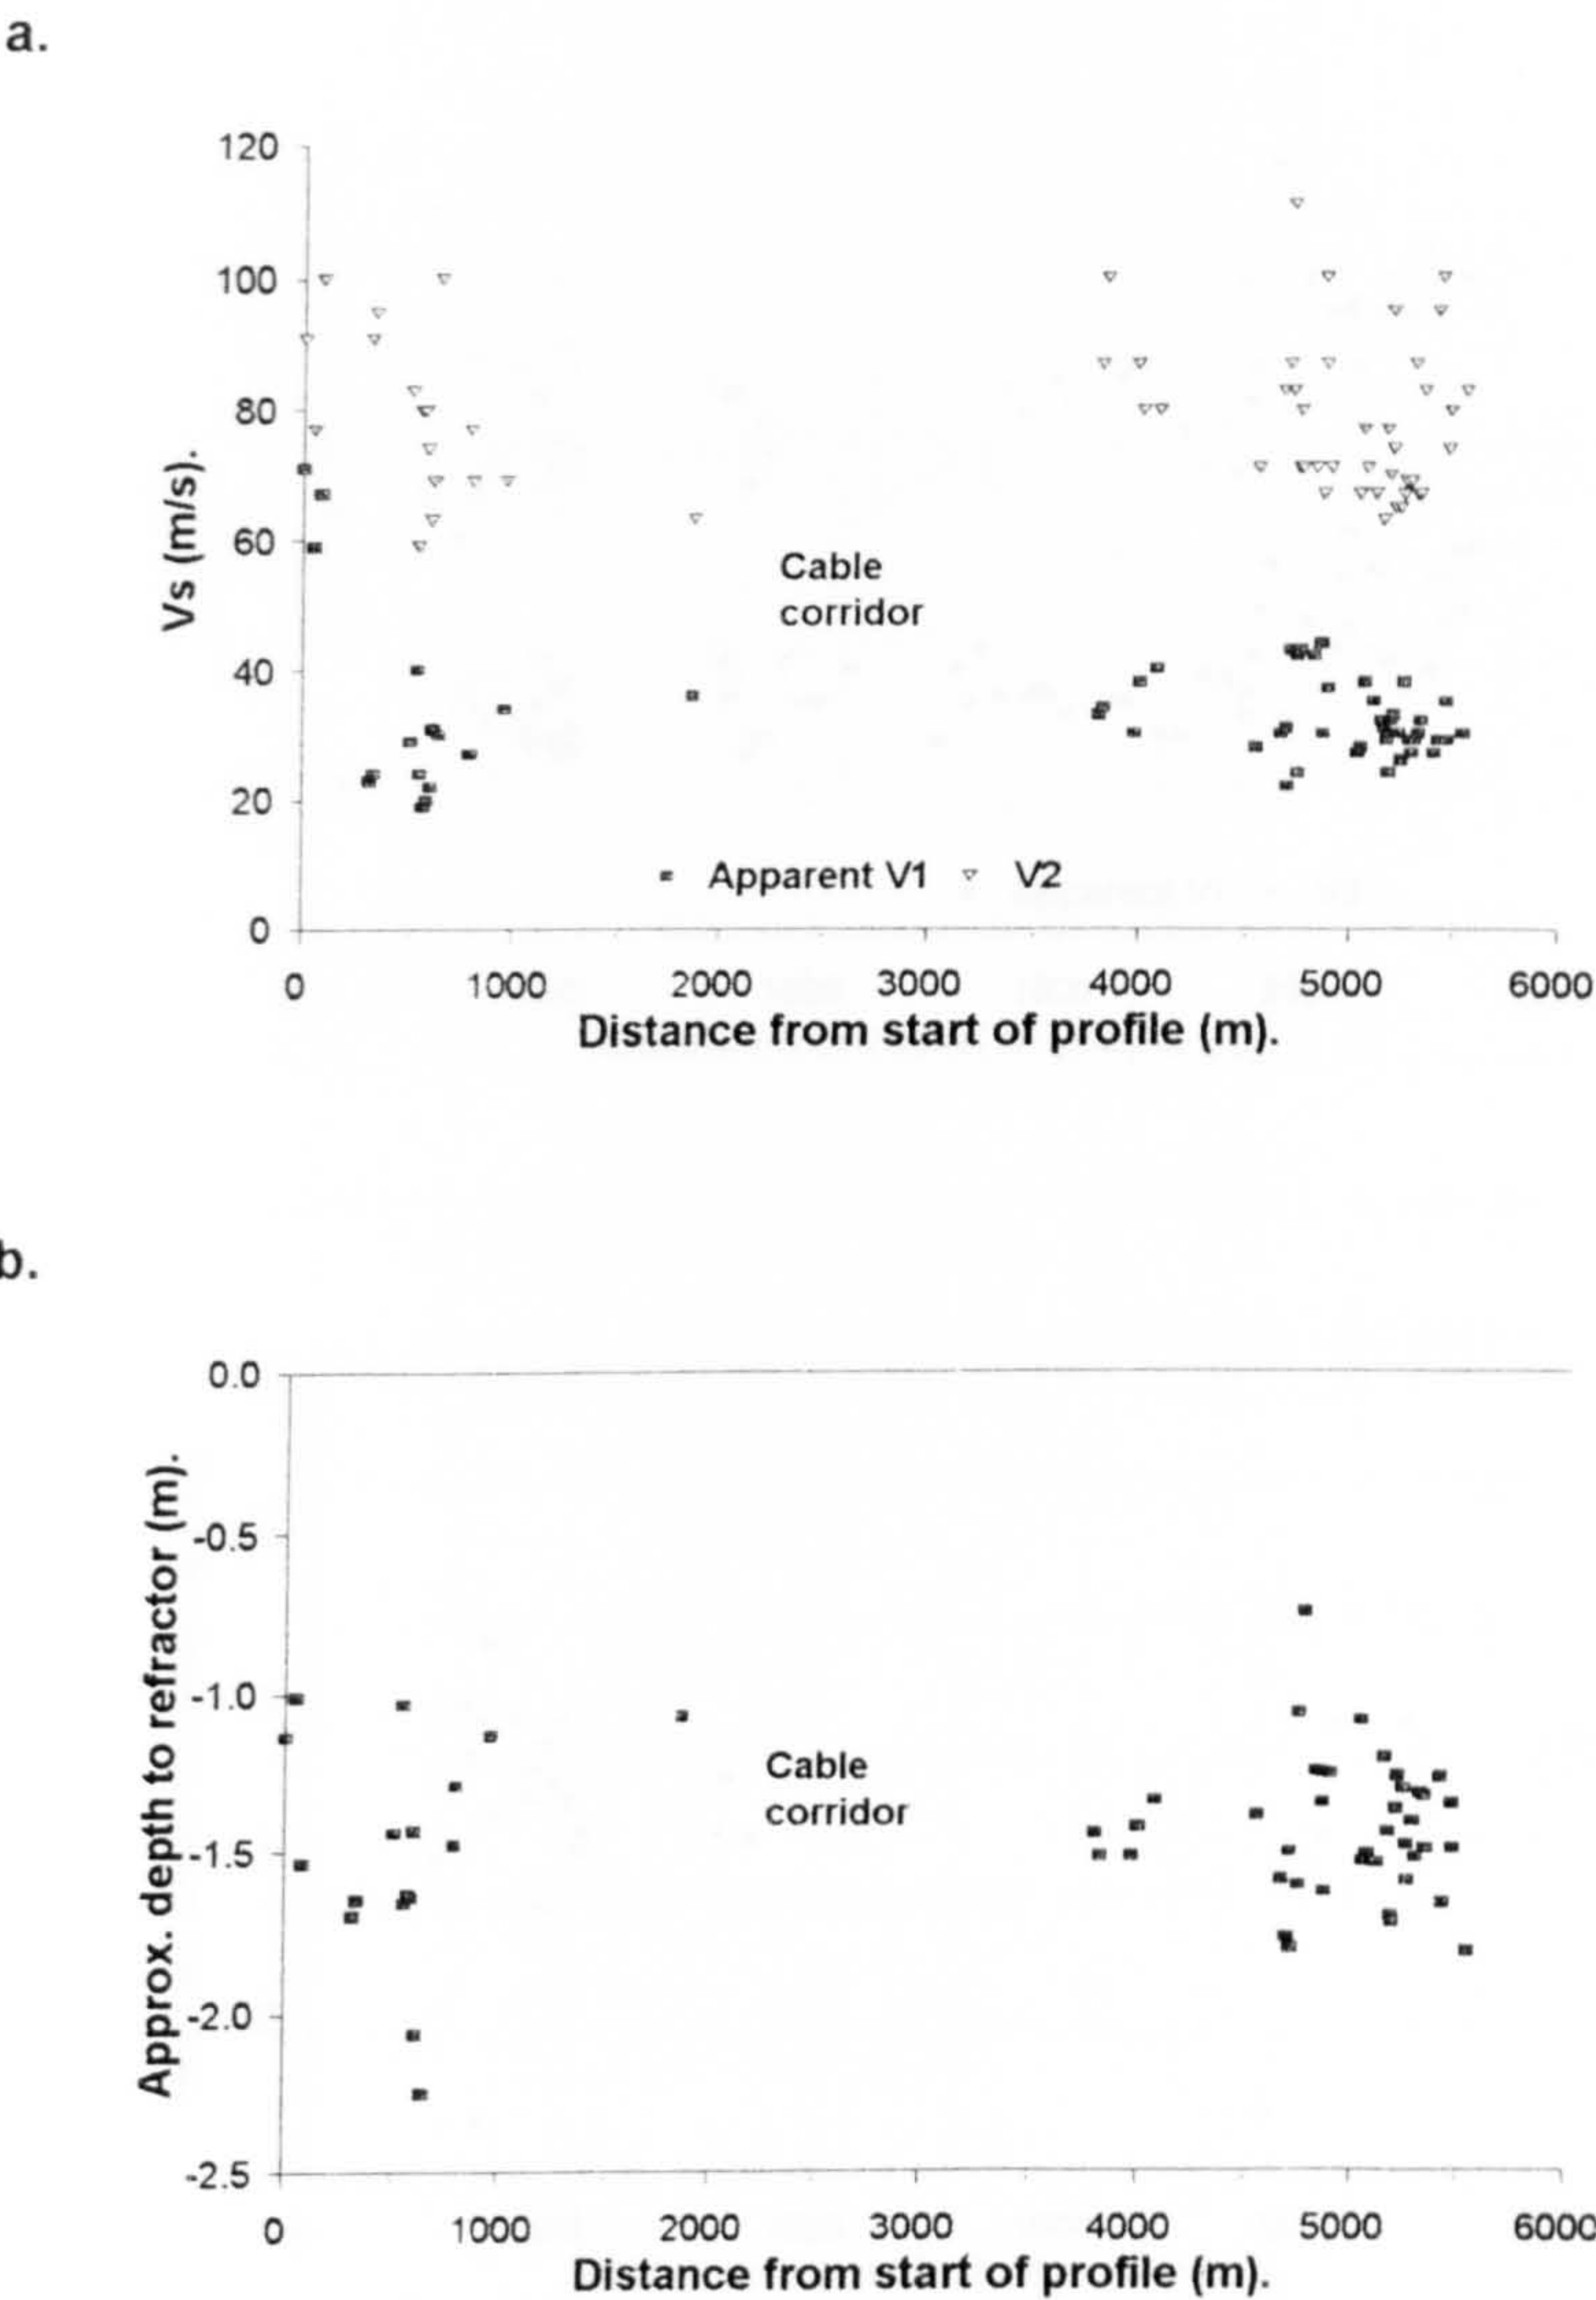 a.
120
100
80
60
40
20
0
Vs (m/s).
Cable
corridor
Apparent V1 V2
0 1000 2000 3000 4000 5000 6000
Distance from start of profile (m).
b.
0.0
-0.5
-1.0
-1.5
-2.0
-2.5
Approx. depth to refractor (m).
Cable
corridor
0 1000 2000 3000 4000 5000 6000
Distance from start of profile (m).